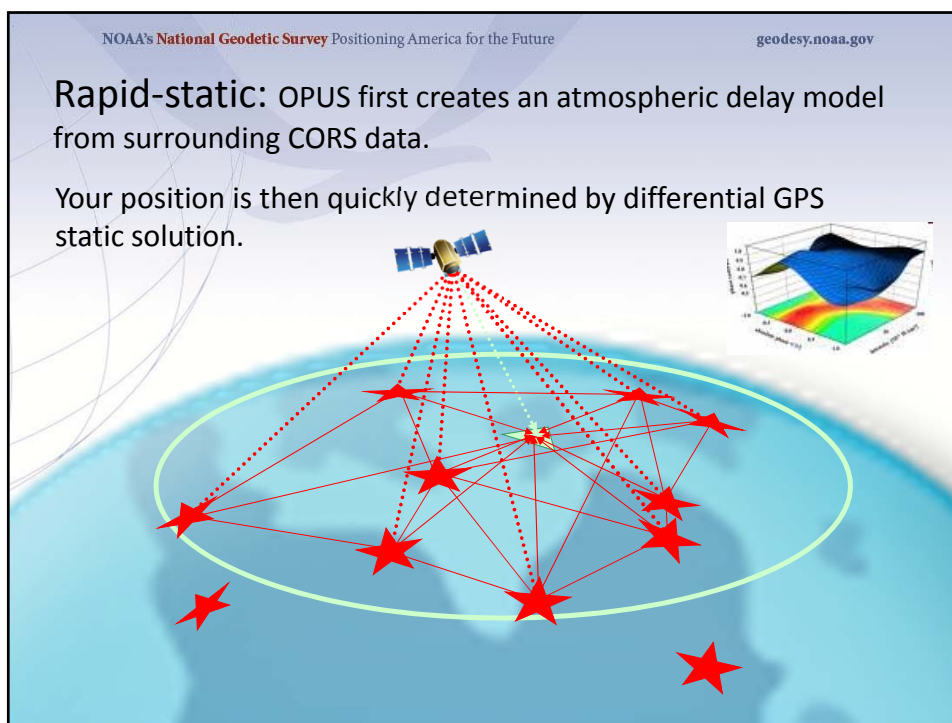 NOAA's National Geodetic Survey Positioning America for the Future
geodesy.noaa.gov
Rapid-static: OPUS first creates an atmospheric delay model
from surrounding CORS data.
Your position is then quickly determined by differential GPS
static solution.